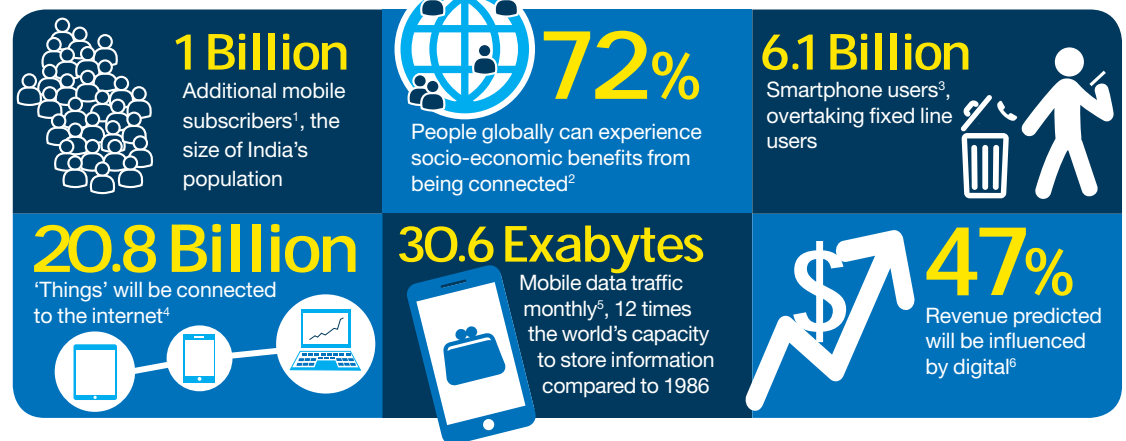 1 Billion
Additional mobile
subscribers¹, the
size of India's
population
72%
People globally can experience
socio-economic benefits from
being connected²
6.1 Billion
Smartphone users³,
overtaking fixed line
users
20.8 Billion
'Things' will be connected
to the internet⁴
30.6 Exabytes
Mobile data traffic
monthly⁵, 12 times
the world's capacity
to store information
compared to 1986
$
47%
Revenue predicted
will be influenced
by digital⁶